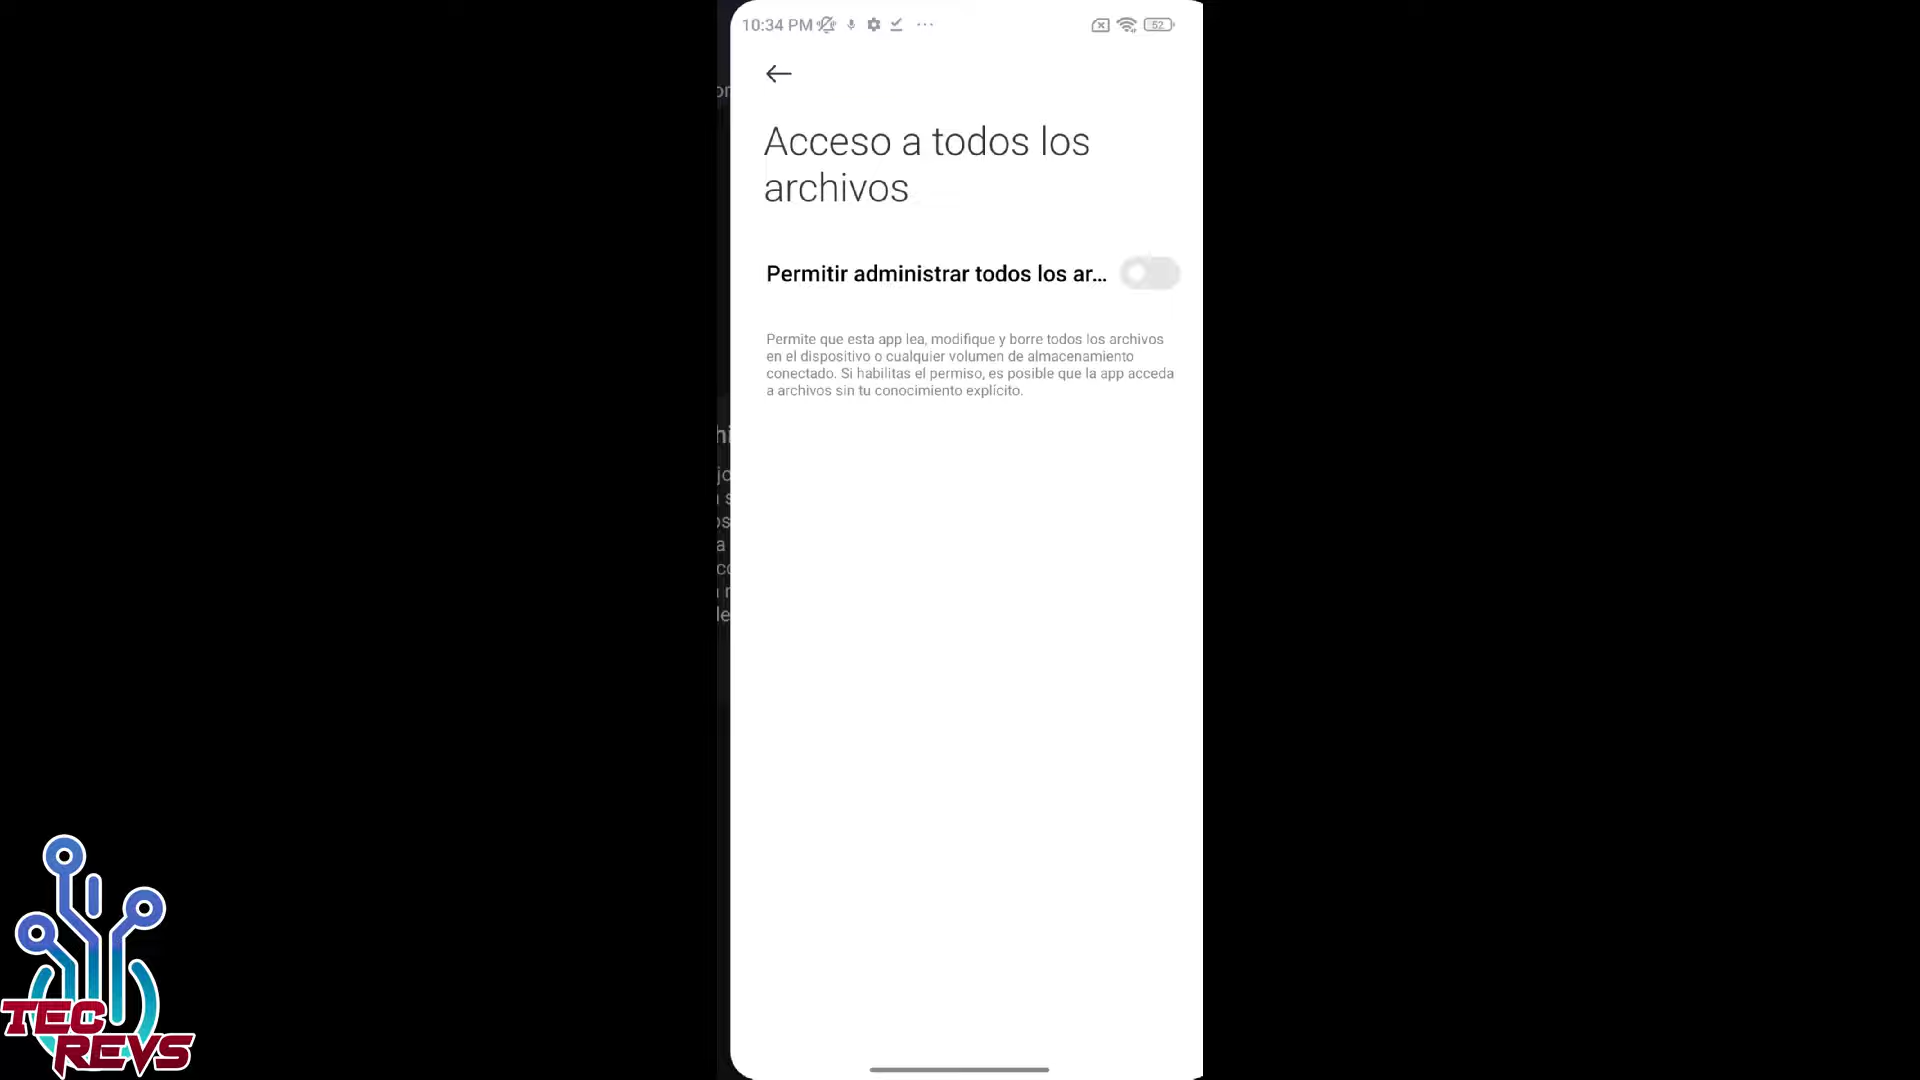 10:34 PM
52
Acceso a todos los
archivos
Permitir administrar todos los ar...
Permite que esta app lea, modifique y borre todos los archivos
en el dispositivo o cualquier volumen de almacenamiento
conectado. Si habilitas el permiso, es posible que la app acceda
a archivos sin tu conocimiento explícito.
TEC
REVS